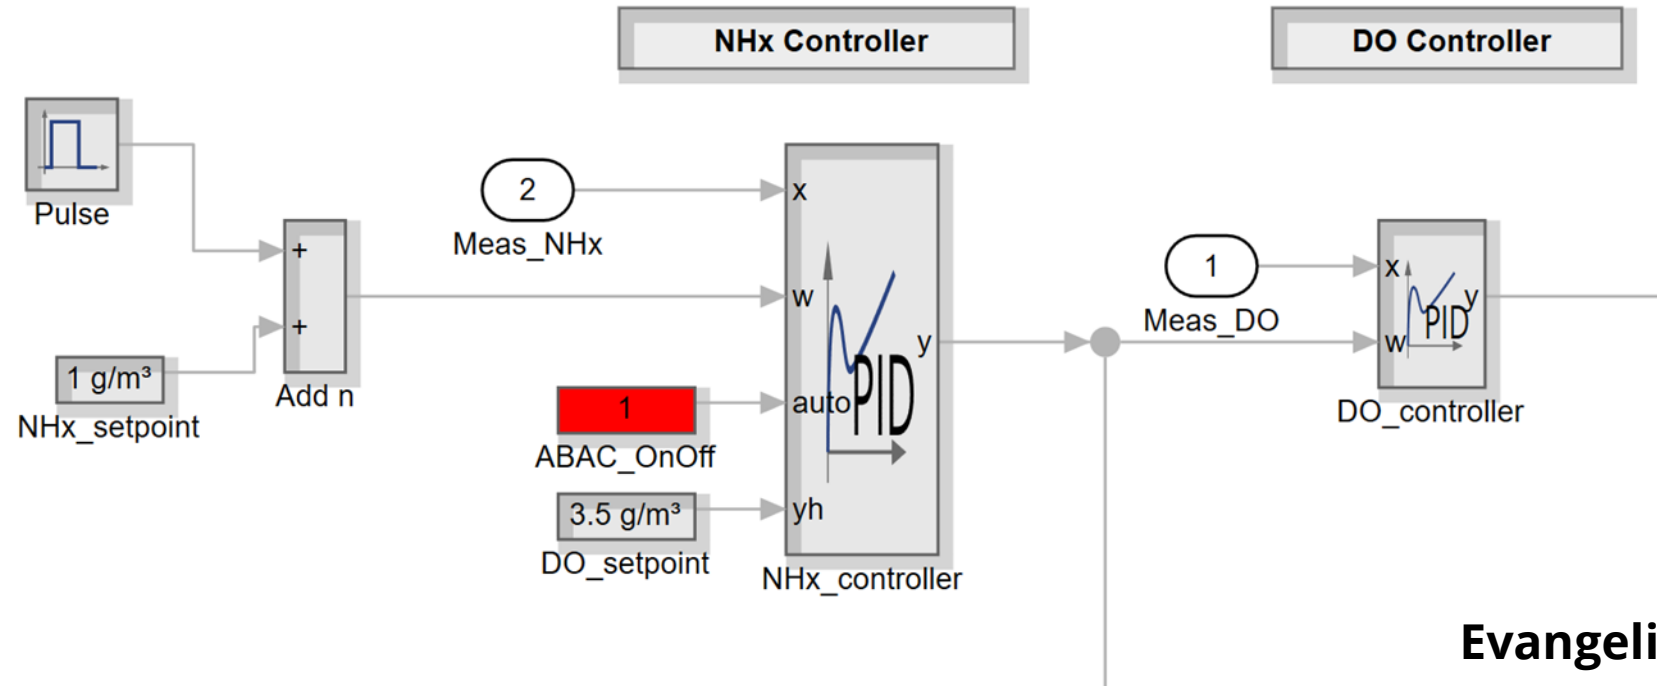 NHx Controller
DO Controller
Pulse
+
+
Add n
1 g/m³
NHx_setpoint
2
Meas_NHx
1
ABAC_OnOff
3.5 g/m³
DO_setpoint
x
w
auto
yh
y
PID
NHx_controller
1
Meas_DO
x
w
y
PID
DO_controller
Evangeli